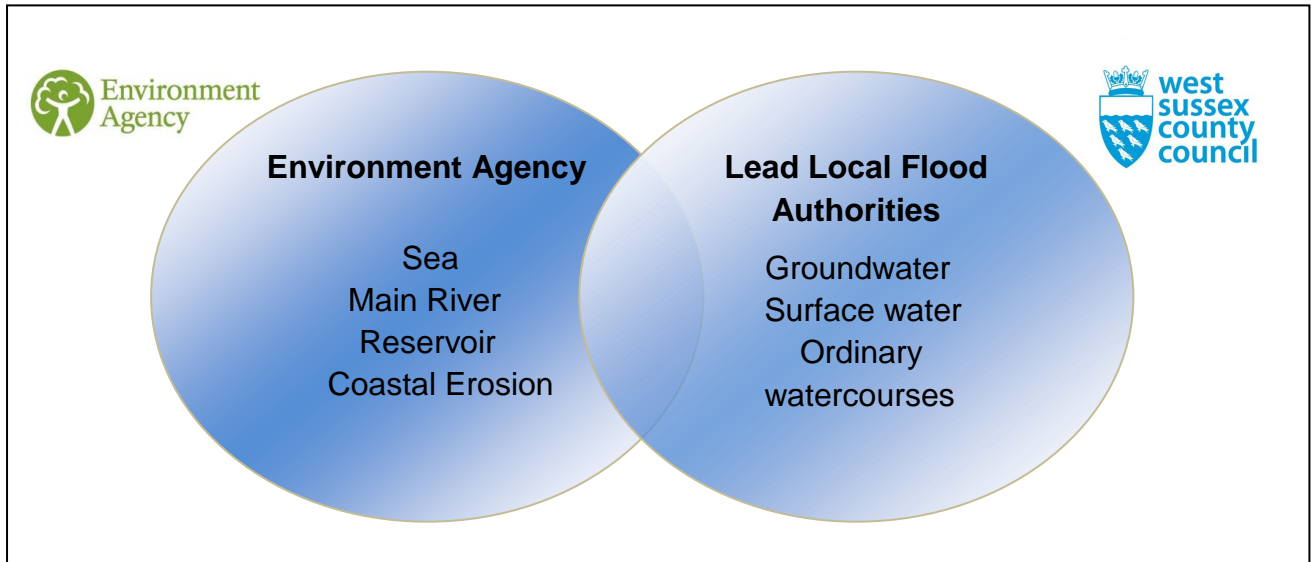 Environment
Agency
west
sussex
county
council
Environment Agency
Sea
Main River
Reservoir
Coastal Erosion
Lead Local Flood
Authorities
Groundwater
Surface water
Ordinary
watercourses